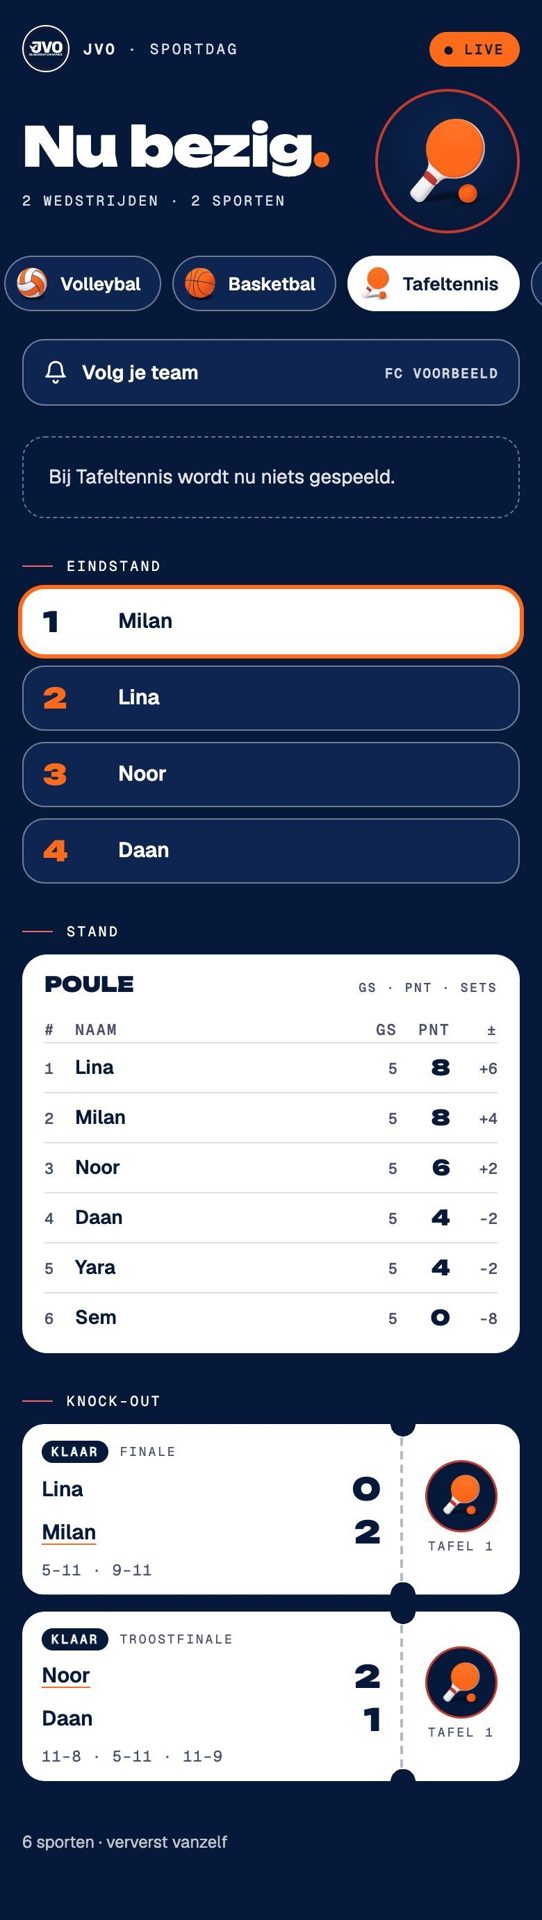 JVO JVO · SPORTDAG ● LIVE
Nu bezig.
2 WEDSTRIJDEN · 2 SPORTEN
Volleybal Basketbal Tafeltennis
Volg je team FC VOORBEELD
Bij Tafeltennis wordt nu niets gespeeld.
EINDSTAND
1 Milan
2 Lina
3 Noor
4 Daan
STAND
POULE GS · PNT · SETS
# NAAM GS PNT ±
1 Lina 5 8 +6
2 Milan 5 8 +4
3 Noor 5 6 +2
4 Daan 5 4 -2
5 Yara 5 4 -2
6 Sem 5 0 -8
KNOCK-OUT
KLAAR FINALE
Lina 0
Milan 2
TAFEL 1
5-11 · 9-11
KLAAR TROOSTFINALE
Noor 2
Daan 1
TAFEL 1
11-8 · 5-11 · 11-9
6 sporten · ververst vanzelf